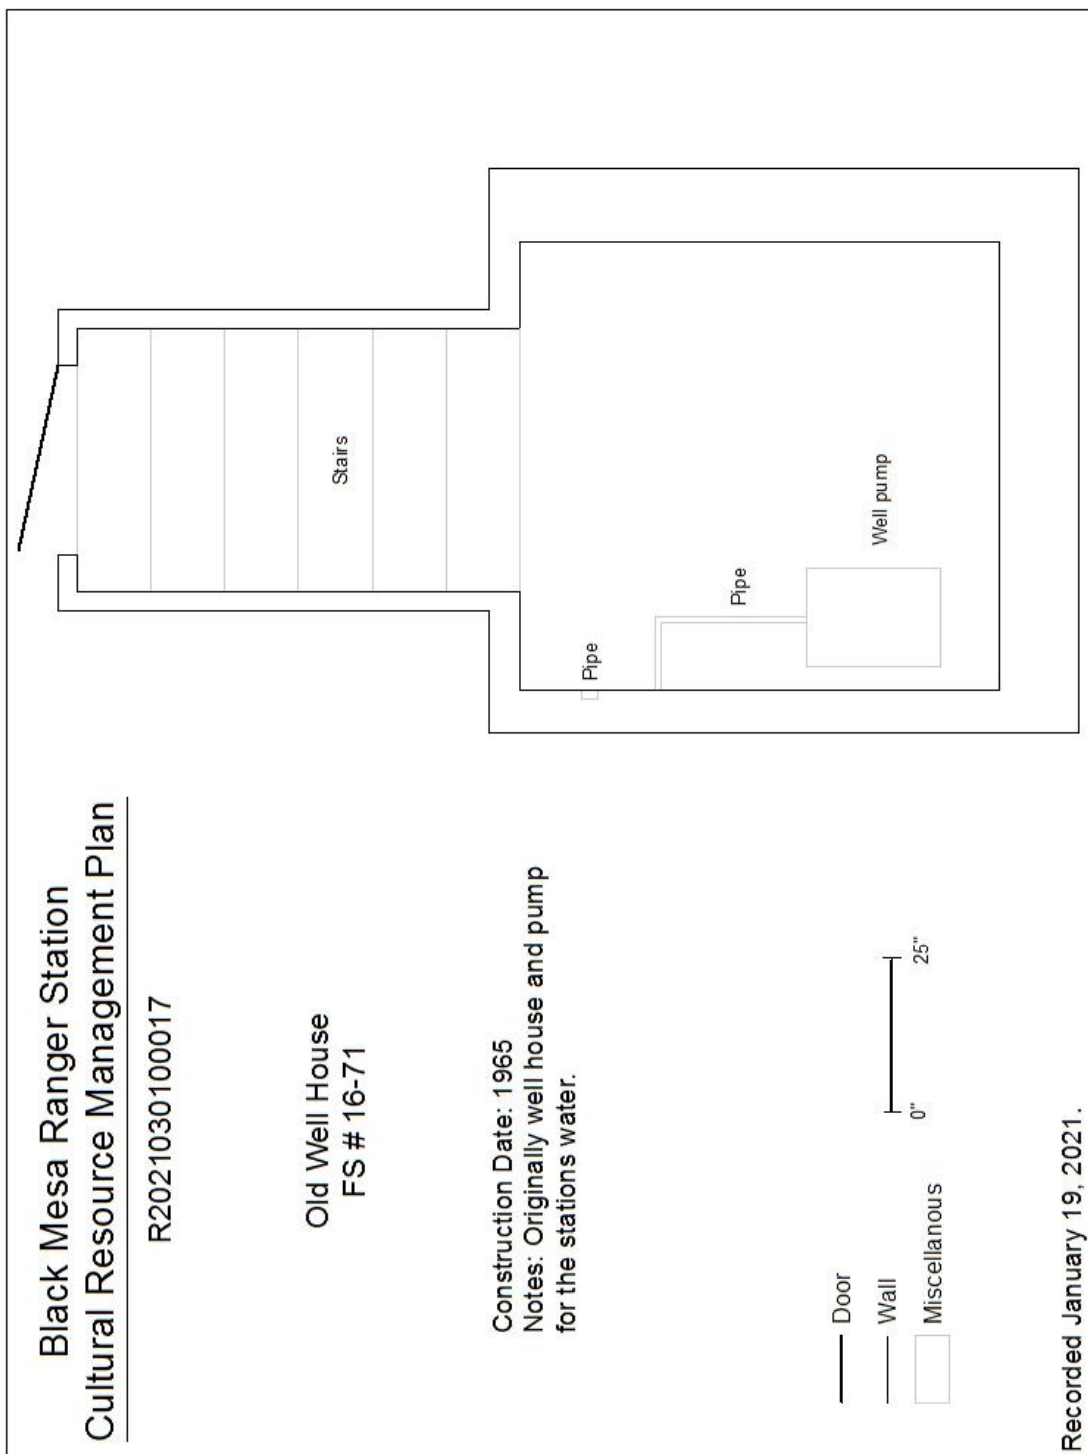 Black Mesa Ranger Station
Cultural Resource Management Plan
R2021030100017
Old Well House
FS # 16-71
Construction Date: 1965
Notes: Originally well house and pump
for the stations water.
Door
Wall
Miscellanous
0"
25"
Recorded January 19, 2021.
Stairs
Pipe
Pipe
Well pump